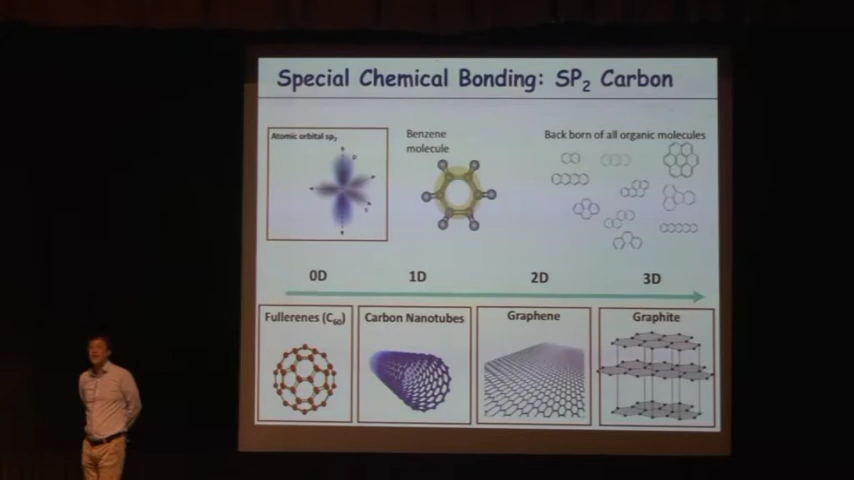 Special Chemical Bonding: SP₂ Carbon
Atomic orbital sp₂
Benzene
molecule
Back born of all organic molecules
0D
1D
2D
3D
Fullerenes (C₆₀)
Carbon Nanotubes
Graphene
Graphite